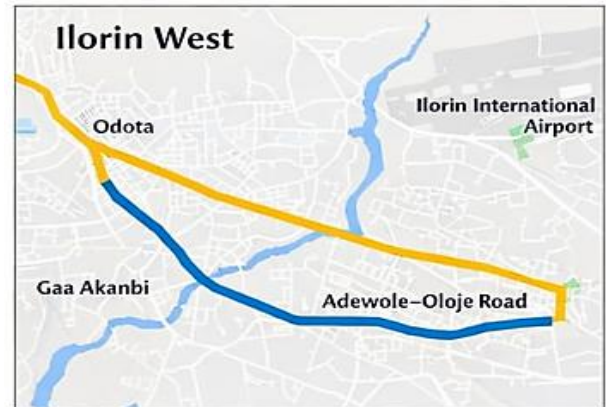 Ilorin West
Ilorin International
Airport
Odota
Gaa Akanbi
Adewole–Oloje Road